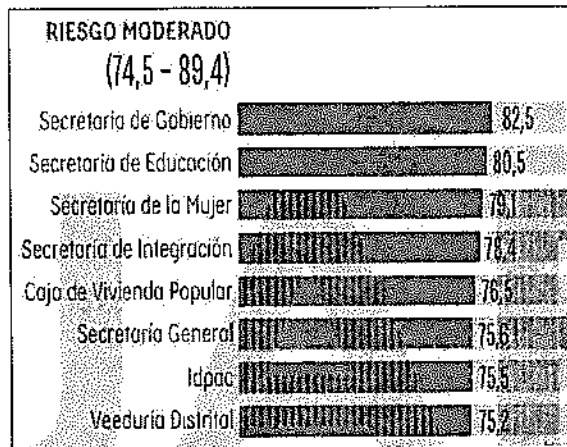 RIESGO MODERADO
(74,5 - 89,4)
Secretaría de Gobierno 82,5
Secretaría de Educación 80,5
Secretaría de la Mujer 79,1
Secretaría de Integración 78,4
Caja de Vivienda Popular 76,5
Secretaría General 75,6
Idpac 75,5
Veeduría Distrital 75,2